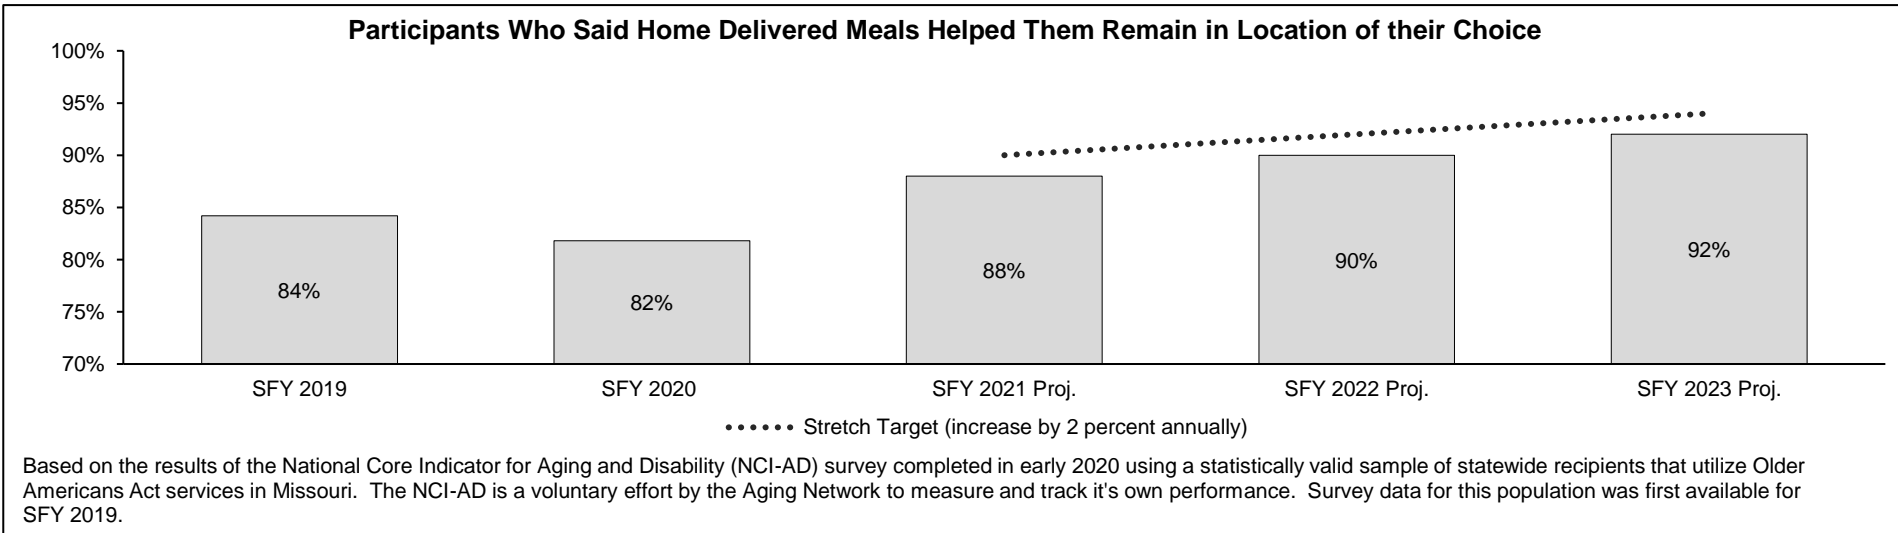 Participants Who Said Home Delivered Meals Helped Them Remain in Location of their Choice
100%
95%
90%
85%
80%
75%
70%
84%
82%
88%
90%
92%
SFY 2019
SFY 2020
SFY 2021 Proj.
SFY 2022 Proj.
SFY 2023 Proj.
Stretch Target (increase by 2 percent annually)
Based on the results of the National Core Indicator for Aging and Disability (NCI-AD) survey completed in early 2020 using a statistically valid sample of statewide recipients that utilize Older
Americans Act services in Missouri.  The NCI-AD is a voluntary effort by the Aging Network to measure and track it's own performance.  Survey data for this population was first available for
SFY 2019.